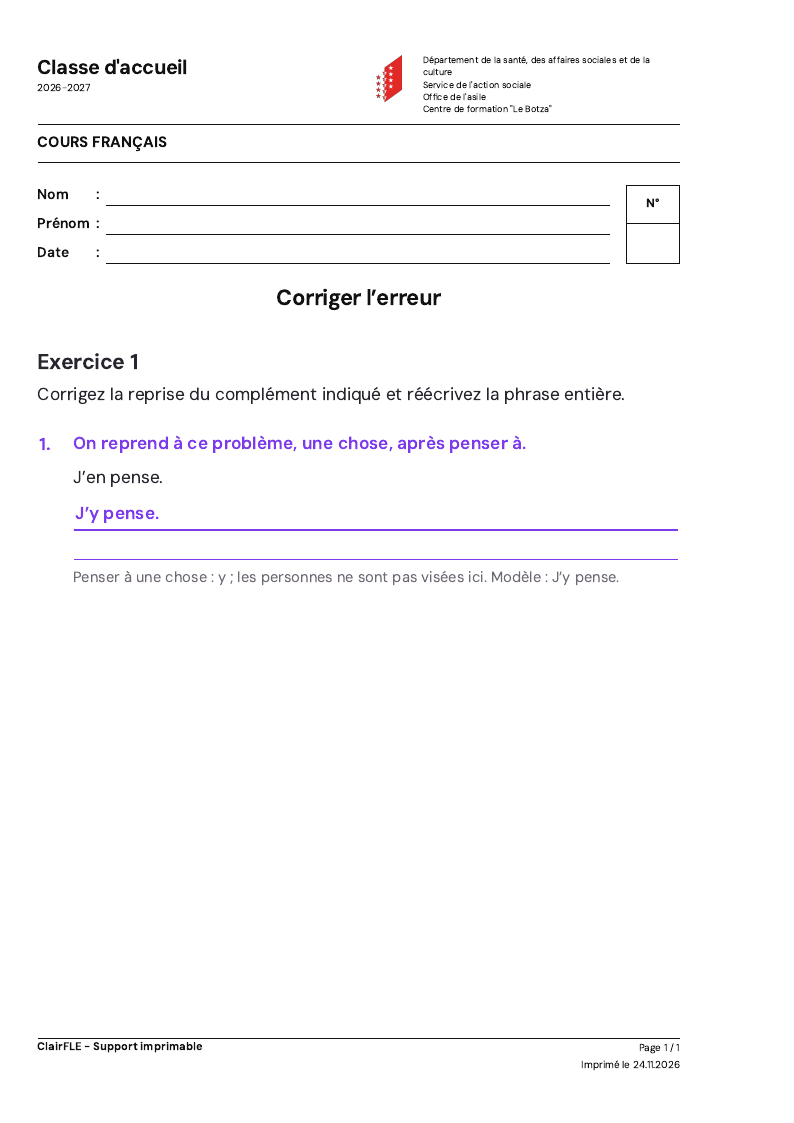 Classe d'accueil
2026-2027
Département de la santé, des affaires sociales et de la
culture
Service de l'action sociale
Office de l'asile
Centre de formation "Le Botza"
COURS FRANÇAIS
Nom :
Prénom :
Date :
N°
Corriger l’erreur
Exercice 1
Corrigez la reprise du complément indiqué et réécrivez la phrase entière.
1. On reprend à ce problème, une chose, après penser à.
J’en pense.
J’y pense.
Penser à une chose : y ; les personnes ne sont pas visées ici. Modèle : J’y pense.
ClairFLE - Support imprimable
Page 1 / 1
Imprimé le 24.11.2026